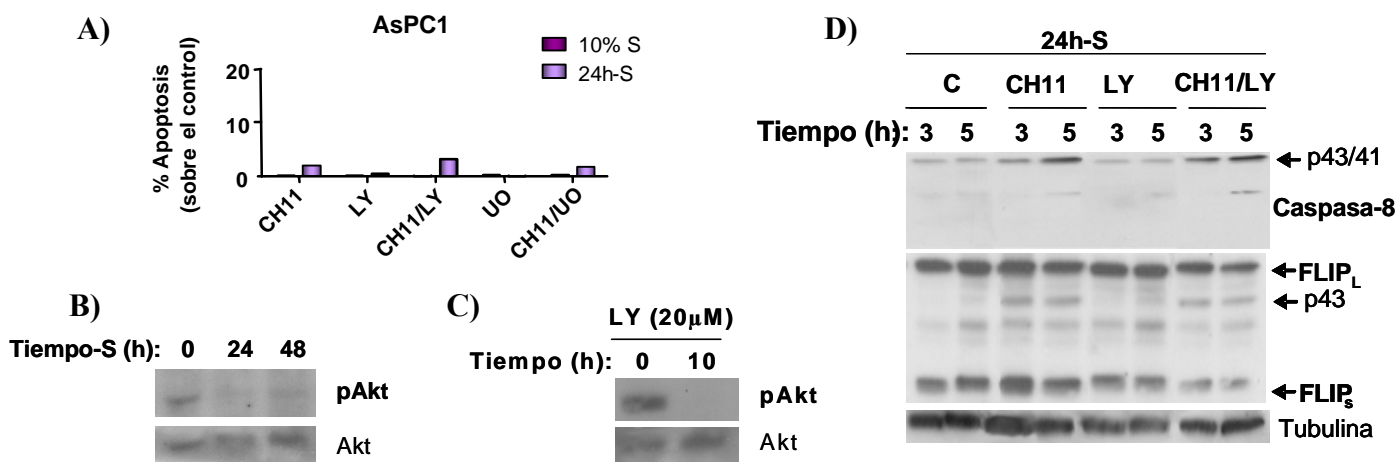 A)
AsPC1
10% S
24h-S
% Apoptosis
(sobre el control)
20
10
0
CH11
LY
CH11/LY
UO
CH11/UO
B)
Tiempo-S (h): 0 24 48
pAkt
Akt
C)
LY (20µM)
Tiempo (h): 0 10
pAkt
Akt
D)
24h-S
C CH11 LY CH11/LY
Tiempo (h): 3 5 3 5 3 5 3 5
p43/41
Caspasa-8
FLIPL
p43
FLIPs
Tubulina